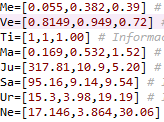 Me=[0.055,0.382,0.39] #
Ve=[0.8149,0.949,0.72] #
Ti=[1,1,1.00] # Informac
Ma=[0.169,0.532,1.52] #
Ju=[317.81,10.9,5.20] #
Sa=[95.16,9.14,9.54] # I
Ur=[15.3,3.98,19.19] # I
Ne=[17.146,3.864,30.06] #